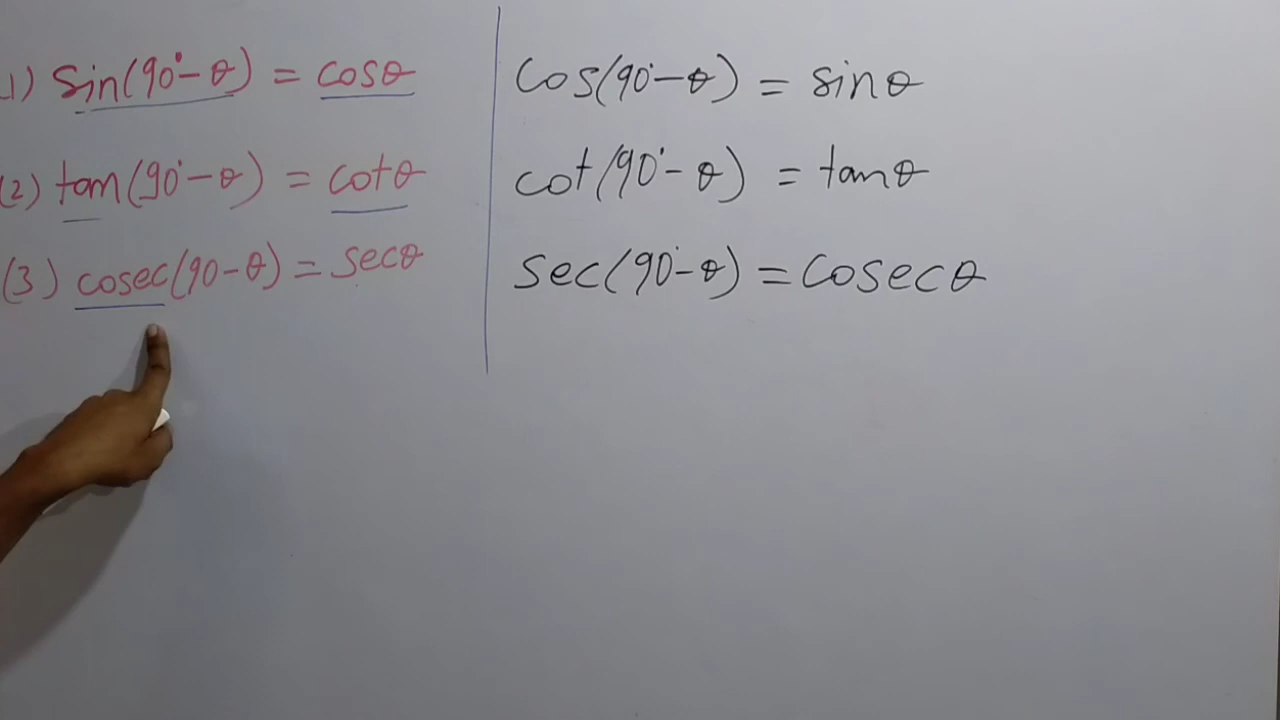 (1) Sin(90°-θ) = cosθ
(2) tan(90°-θ) = cotθ
(3) cosec(90-θ) = secθ
Cos(90°-θ) = sinθ
cot(90°-θ) = tanθ
Sec(90°-θ) = Cosecθ